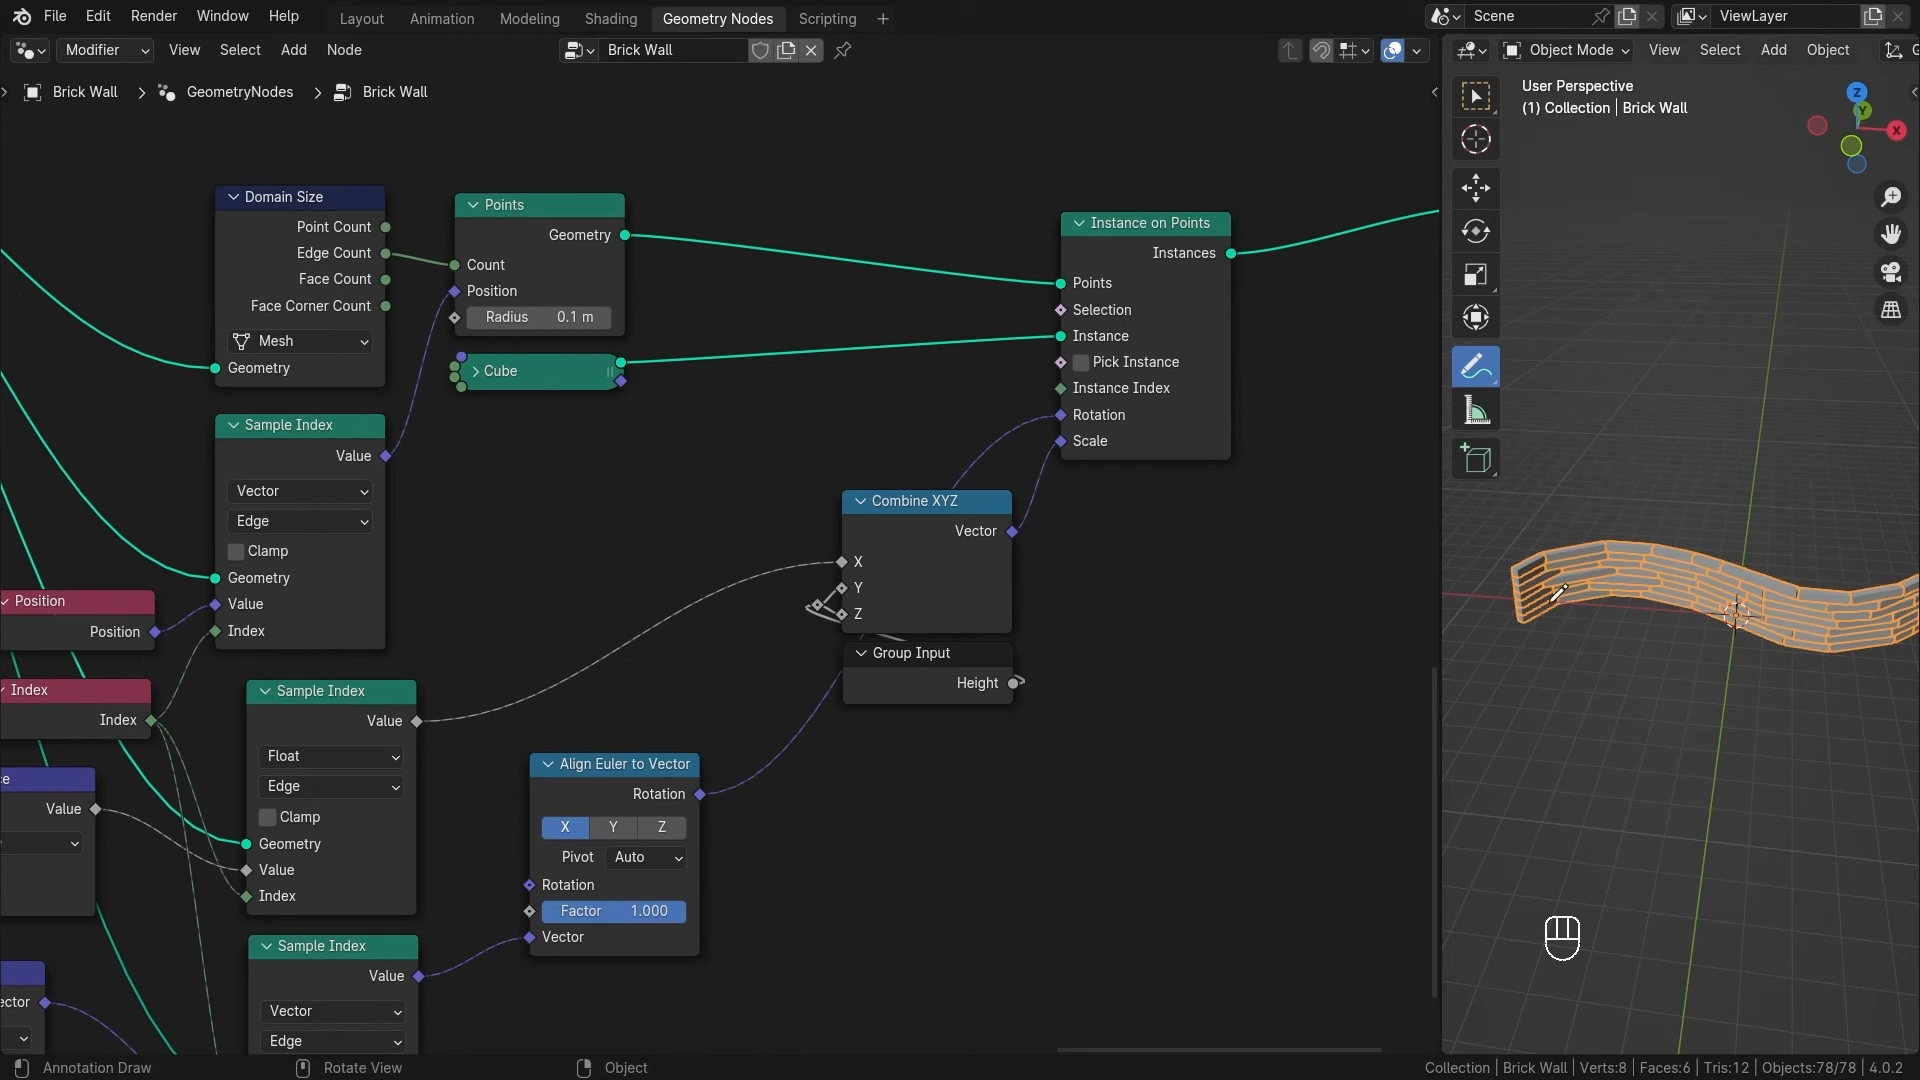 File Edit Render Window Help Layout Animation Modeling Shading Geometry Nodes Scripting Scene ViewLayer
Modifier View Select Add Node Brick Wall Object Mode View Select Add Object
Brick Wall GeometryNodes Brick Wall
User Perspective
(1) Collection | Brick Wall
Z
Y
X
Domain Size
Point Count
Edge Count
Face Count
Face Corner Count
Mesh
Geometry
Points
Geometry
Count
Position
Radius 0.1 m
Cube
Instance on Points
Instances
Points
Selection
Instance
Pick Instance
Instance Index
Rotation
Scale
Sample Index
Value
Vector
Edge
Clamp
Geometry
Value
Index
Combine XYZ
Vector
X
Y
Z
Group Input
Height
Position
Position
Index
Index
Value
Sample Index
Value
Float
Edge
Clamp
Geometry
Value
Index
Align Euler to Vector
Rotation
X Y Z
Pivot Auto
Rotation
Factor 1.000
Vector
Sample Index
Value
Vector
Edge
Annotation Draw Rotate View Object Collection | Brick Wall | Verts:8 | Faces:6 | Tris:12 | Objects:78/78 | 4.0.2